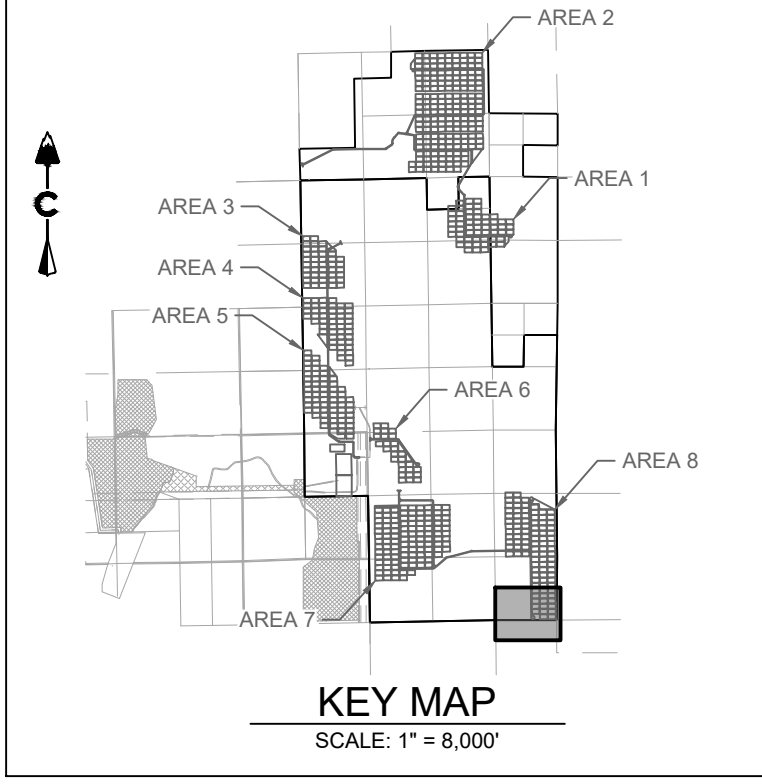 AREA 2
AREA 1
AREA 3
AREA 4
AREA 5
AREA 6
AREA 8
AREA 7
C
KEY MAP
SCALE: 1" = 8,000'